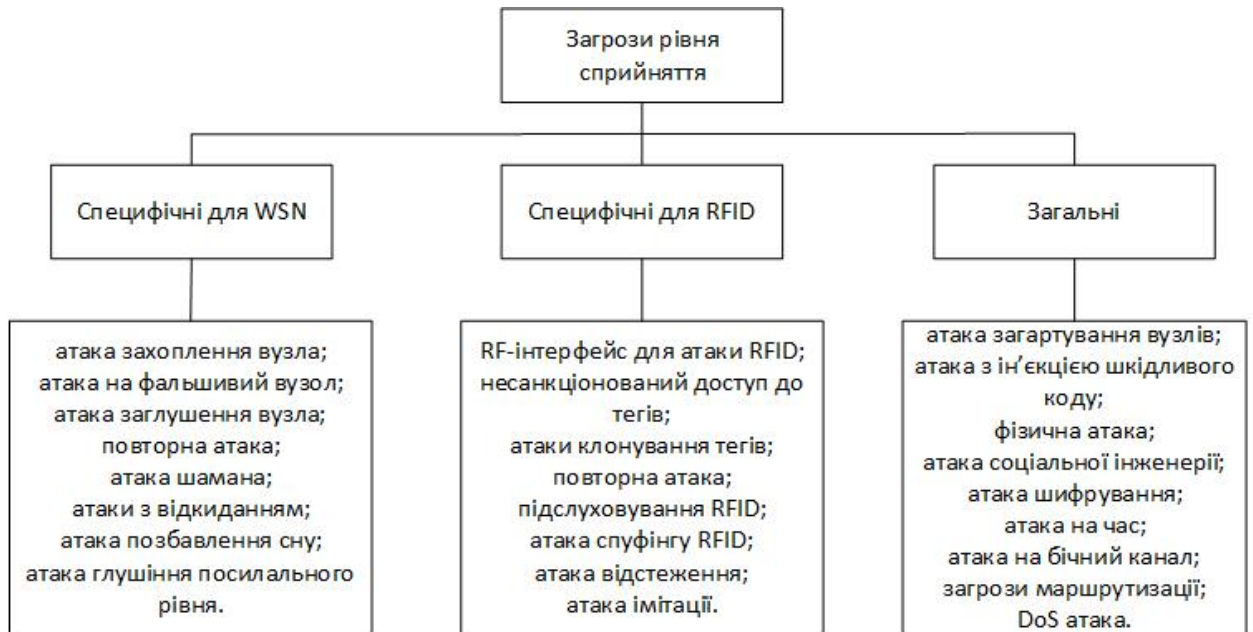 Загрози рівня
сприйняття
Специфічні для WSN
Специфічні для RFID
Загальні
атака захоплення вузла;
атака на фальшивий вузол;
атака заглушення вузла;
повторна атака;
атака шамана;
атаки з відкиданням;
атака позбавлення сну;
атака глушіння посилального
рівня.
RF-інтерфейс для атаки RFID;
несанкціонований доступ до
тегів;
атаки клонування тегів;
повторна атака;
підслуховування RFID;
атака спуфінгу RFID;
атака відстеження;
атака імітації.
атака загартування вузлів;
атака з ін’єкцією шкідливого
коду;
фізична атака;
атака соціальної інженерії;
атака шифрування;
атака на час;
атака на бічний канал;
загрози маршрутизації;
DoS атака.